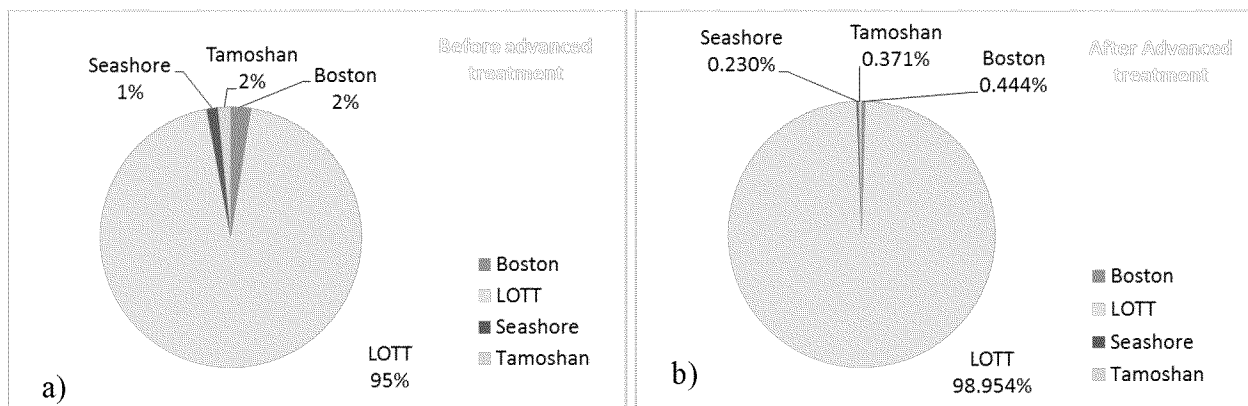 Before advanced
treatment
Seashore
1%
Tamoshan
2%
Boston
2%
Boston
LOTT
Seashore
Tamoshan
LOTT
95%
a)
After Advanced
treatment
Seashore
0.230%
Tamoshan
0.371%
Boston
0.444%
Boston
LOTT
Seashore
Tamoshan
LOTT
98.954%
b)